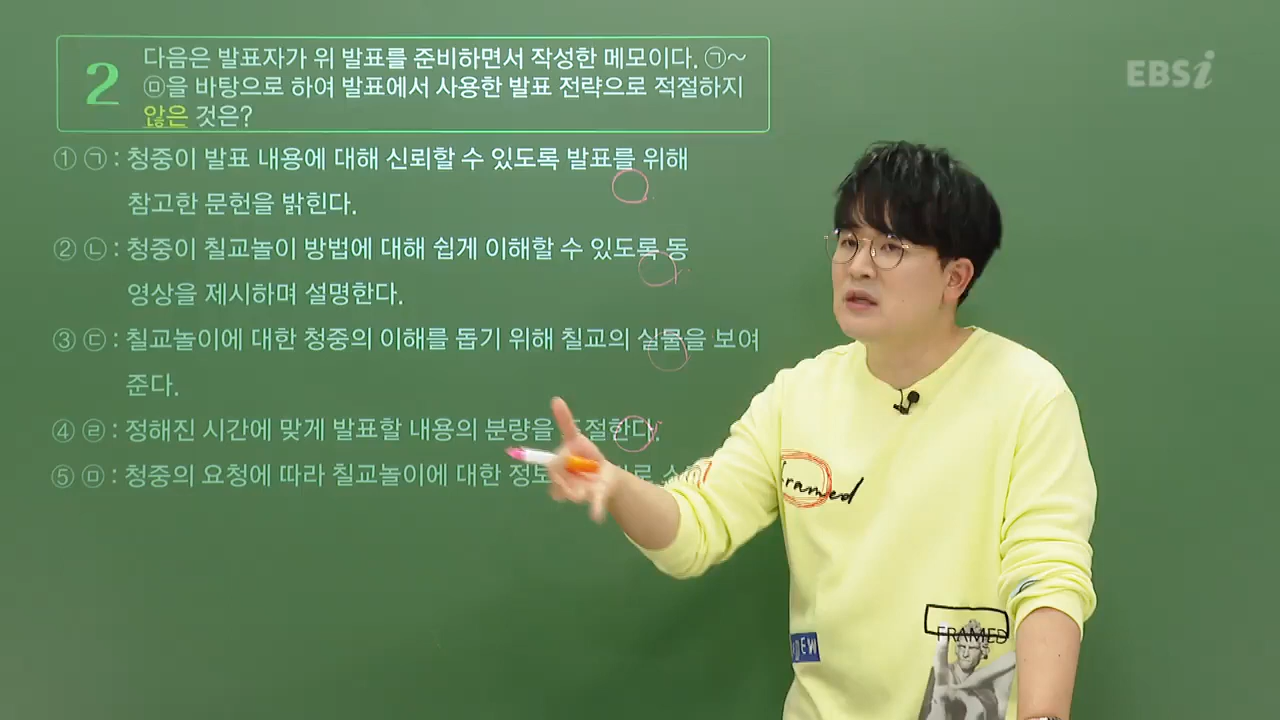 2
다음은 발표자가 위 발표를 준비하면서 작성한 메모이다. ㉠~
㉤을 바탕으로 하여 발표에서 사용한 발표 전략으로 적절하지
않은 것은?
EBSi
① ㉠ : 청중이 발표 내용에 대해 신뢰할 수 있도록 발표를 위해
참고한 문헌을 밝힌다.
② ㉡ : 청중이 칠교놀이 방법에 대해 쉽게 이해할 수 있도록 동
영상을 제시하며 설명한다.
③ ㉢ : 칠교놀이에 대한 청중의 이해를 돕기 위해 칠교의 실물을 보여
준다.
④ ㉣ : 정해진 시간에 맞게 발표할 내용의 분량을
⑤ ㉤ : 청중의 요청에 따라 칠교놀이에 대한
framed
FRAMED